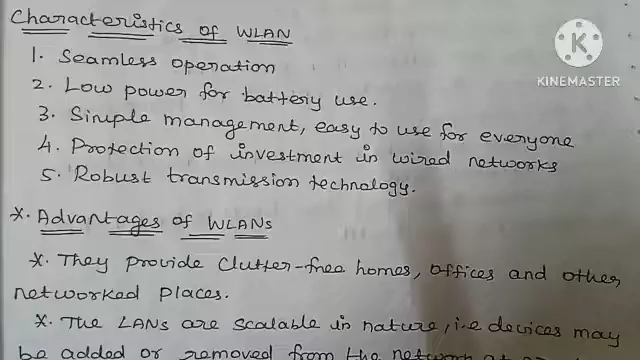 Characteristics of WLAN
1. Seamless operation
2. Low power for battery use.
3. Simple management, easy to use for everyone
4. Protection of investment in wired networks
5. Robust transmission technology.
*. Advantages of WLANs
*. They provide clutter-free homes, offices and other
networked places.
*. The LANs are scalable in nature, i.e devices may
be added or removed from the network at
K
KINEMASTER